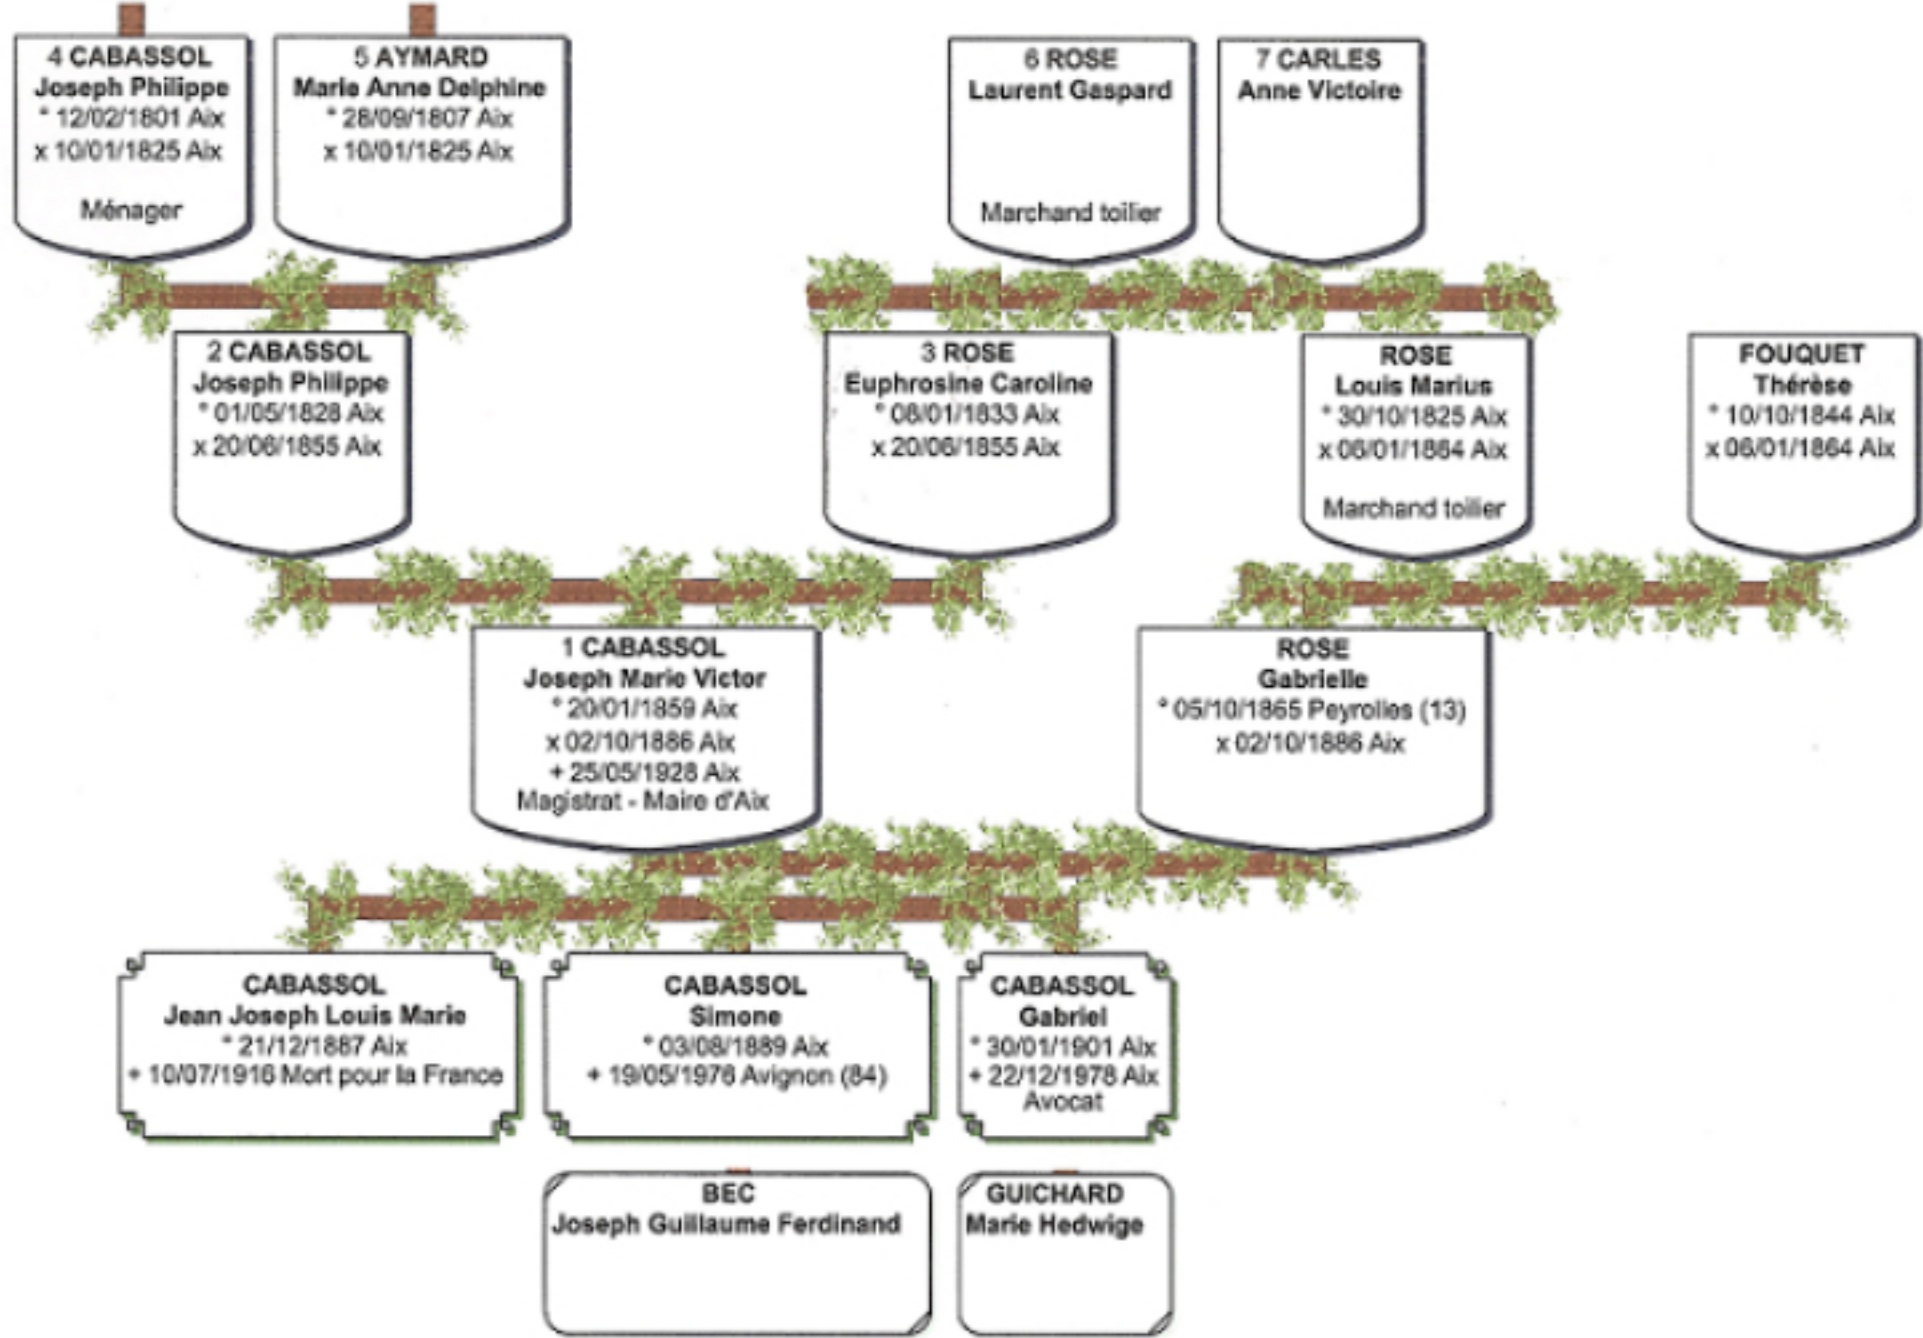 4 CABASSOL
Joseph Philippe
° 12/02/1801 Aix
x 10/01/1825 Aix
Ménager
5 AYMARD
Marie Anne Delphine
° 28/09/1807 Aix
x 10/01/1825 Aix
6 ROSE
Laurent Gaspard
Marchand toilier
7 CARLES
Anne Victoire
2 CABASSOL
Joseph Philippe
° 01/05/1828 Aix
x 20/06/1855 Aix
3 ROSE
Euphrosine Caroline
° 08/01/1833 Aix
x 20/06/1855 Aix
ROSE
Louis Marius
° 30/10/1825 Aix
x 06/01/1864 Aix
Marchand toilier
FOUQUET
Thérèse
° 10/10/1844 Aix
x 06/01/1864 Aix
1 CABASSOL
Joseph Marie Victor
° 20/01/1859 Aix
x 02/10/1886 Aix
+ 25/05/1928 Aix
Magistrat - Maire d'Aix
ROSE
Gabrielle
° 05/10/1865 Peyrolles (13)
x 02/10/1886 Aix
CABASSOL
Jean Joseph Louis Marie
° 21/12/1887 Aix
+ 10/07/1916 Mort pour la France
CABASSOL
Simone
° 03/08/1889 Aix
+ 19/05/1976 Avignon (84)
CABASSOL
Gabriel
° 30/01/1901 Aix
+ 22/12/1978 Aix
Avocat
BEC
Joseph Guillaume Ferdinand
GUICHARD
Marie Hedwige